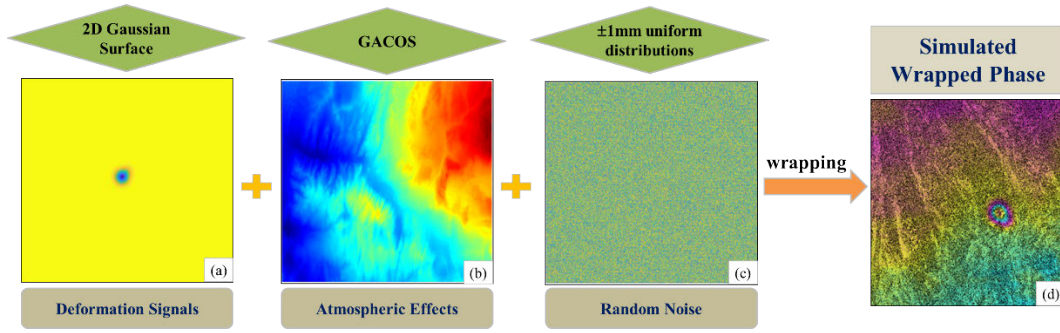 2D Gaussian
Surface
GACOS
±1mm uniform
distributions
Simulated
Wrapped Phase
wrapping
(a)
(b)
(c)
(d)
Deformation Signals
Atmospheric Effects
Random Noise